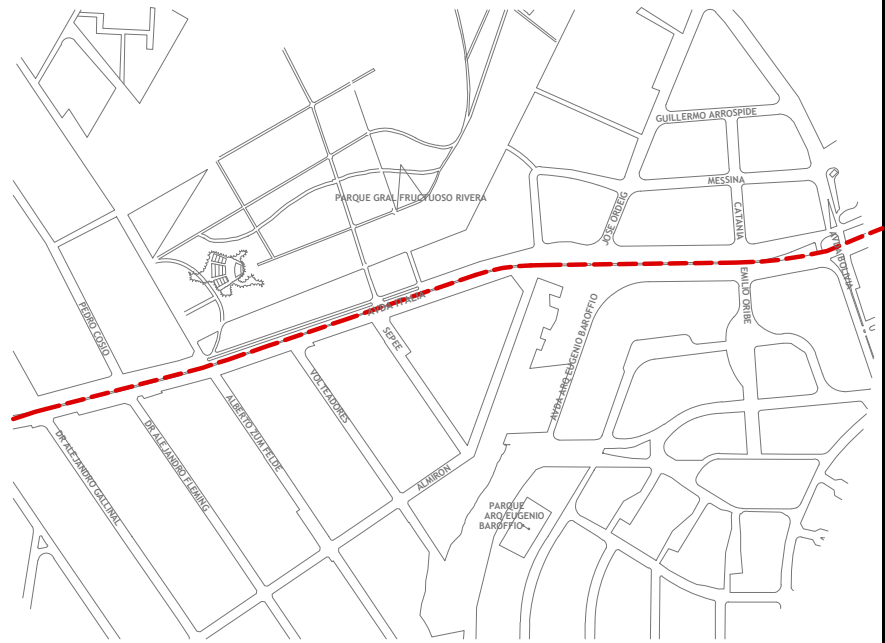 GUILLERMO ARROSPIDE
MESSINA
PARQUE GRAL FRUCTUOSO RIVERA
JOSE ORDEIG
CATANIA
AVDA BOLIVIA
EMILIO ORIBE
AVDA ITALIA
PEDRO COSIO
SEPEE
AVDA ARQ EUGENIO BAROFFIO
VOLTEADORES
ALBERTO ZUM FELDE
DR ALEJANDRO FLEMING
DR ALEJANDRO GALLINAL
ALMIRON
PARQUE
ARQ EUGENIO
BAROFFIO